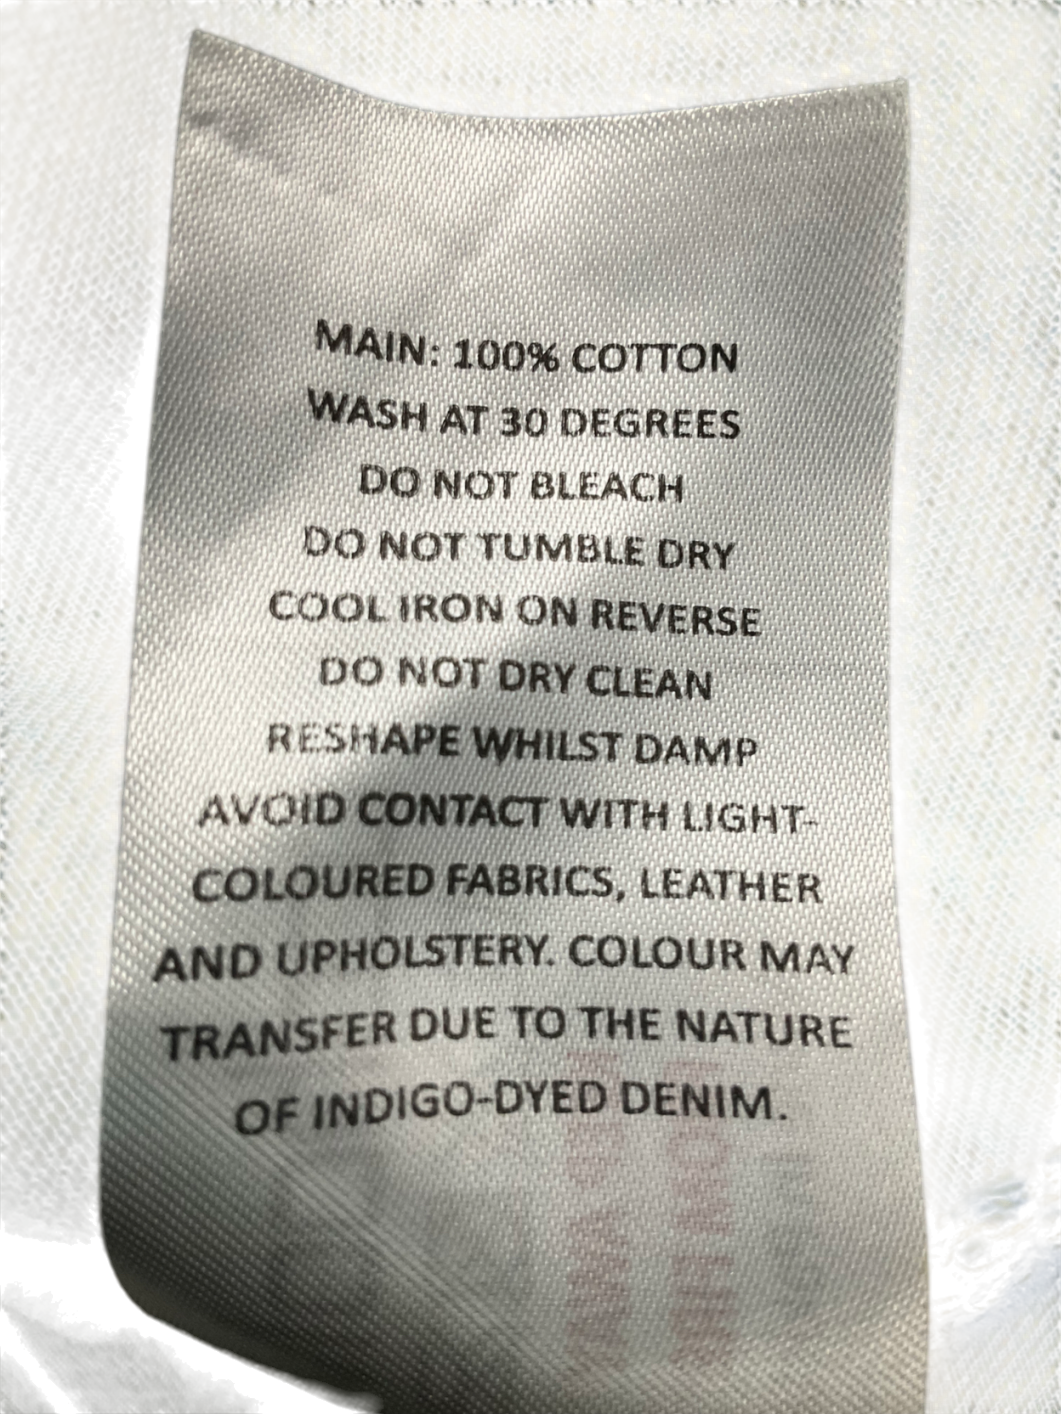 MAIN: 100% COTTON
WASH AT 30 DEGREES
DO NOT BLEACH
DO NOT TUMBLE DRY
COOL IRON ON REVERSE
DO NOT DRY CLEAN
RESHAPE WHILST DAMP
AVOID CONTACT WITH LIGHT-
COLOURED FABRICS, LEATHER
AND UPHOLSTERY. COLOUR MAY
TRANSFER DUE TO THE NATURE
OF INDIGO-DYED DENIM.